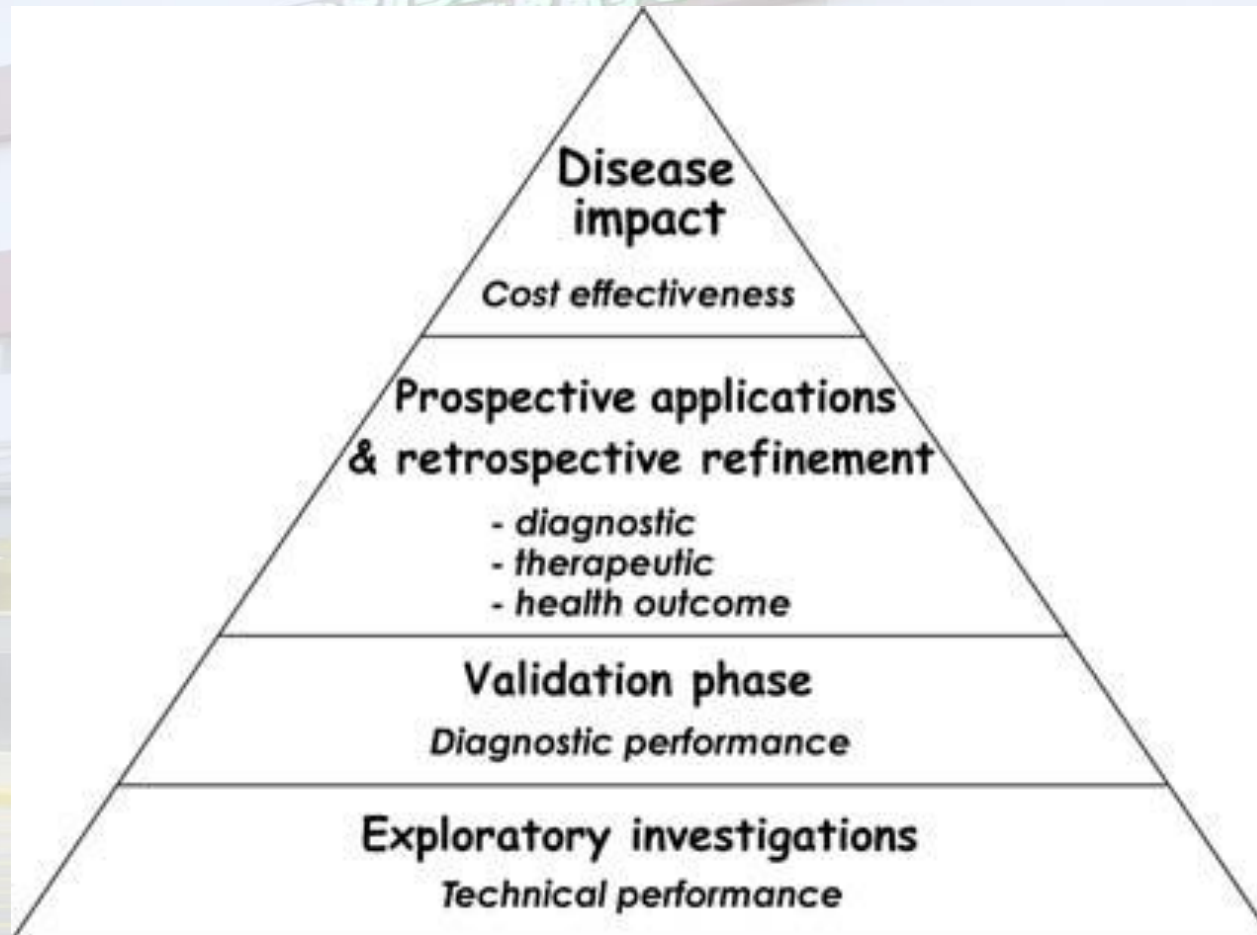 Disease
impact
Cost effectiveness
Prospective applications
& retrospective refinement
- diagnostic
- therapeutic
- health outcome
Validation phase
Diagnostic performance
Exploratory investigations
Technical performance